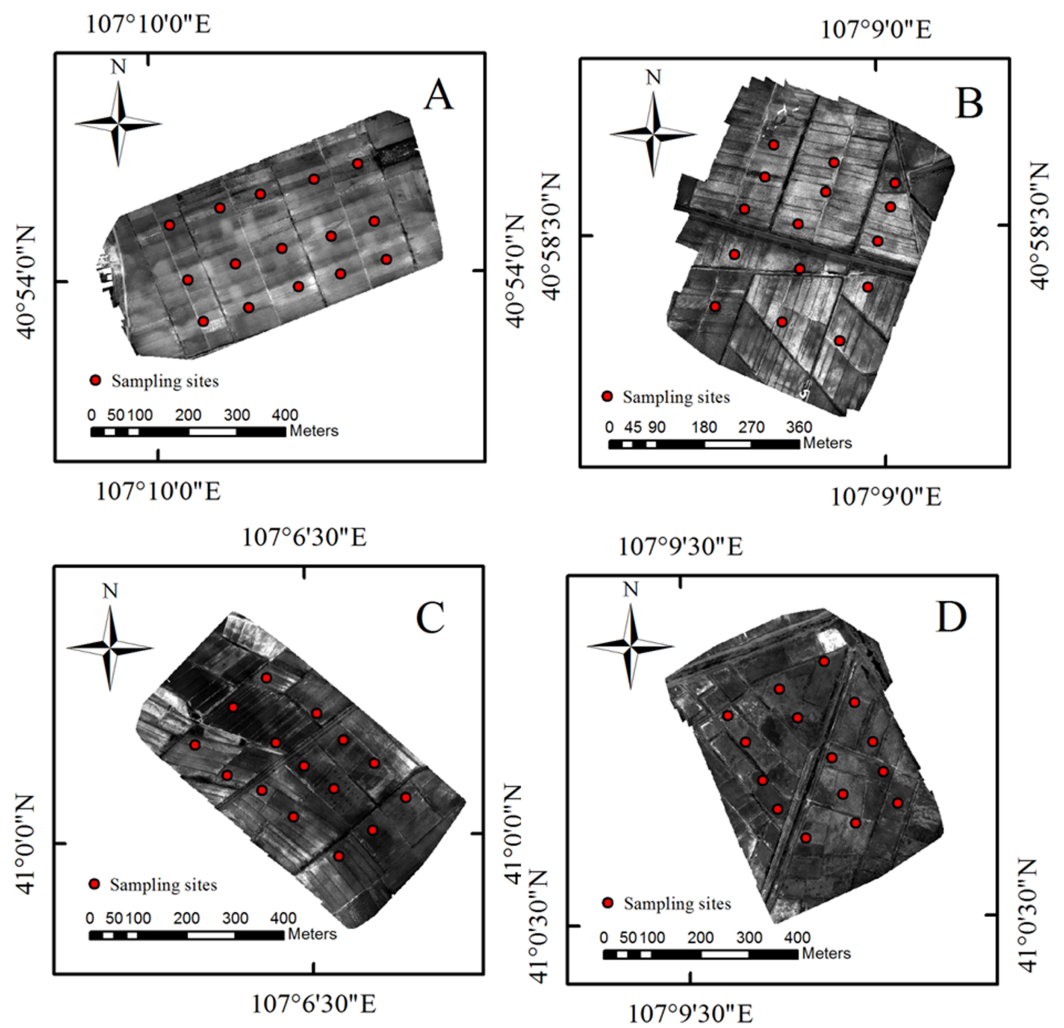 107°10'0"E
N
A
40°54'0"N
40°54'0"N
Sampling sites
0 50 100 200 300 400
Meters
107°10'0"E
107°9'0"E
N
B
40°58'30"N
40°58'30"N
Sampling sites
0 45 90 180 270 360
Meters
107°9'0"E
107°6'30"E
N
C
41°0'0"N
41°0'0"N
Sampling sites
0 50 100 200 300 400
Meters
107°6'30"E
107°9'30"E
N
D
41°0'30"N
41°0'30"N
Sampling sites
0 50 100 200 300 400
Meters
107°9'30"E